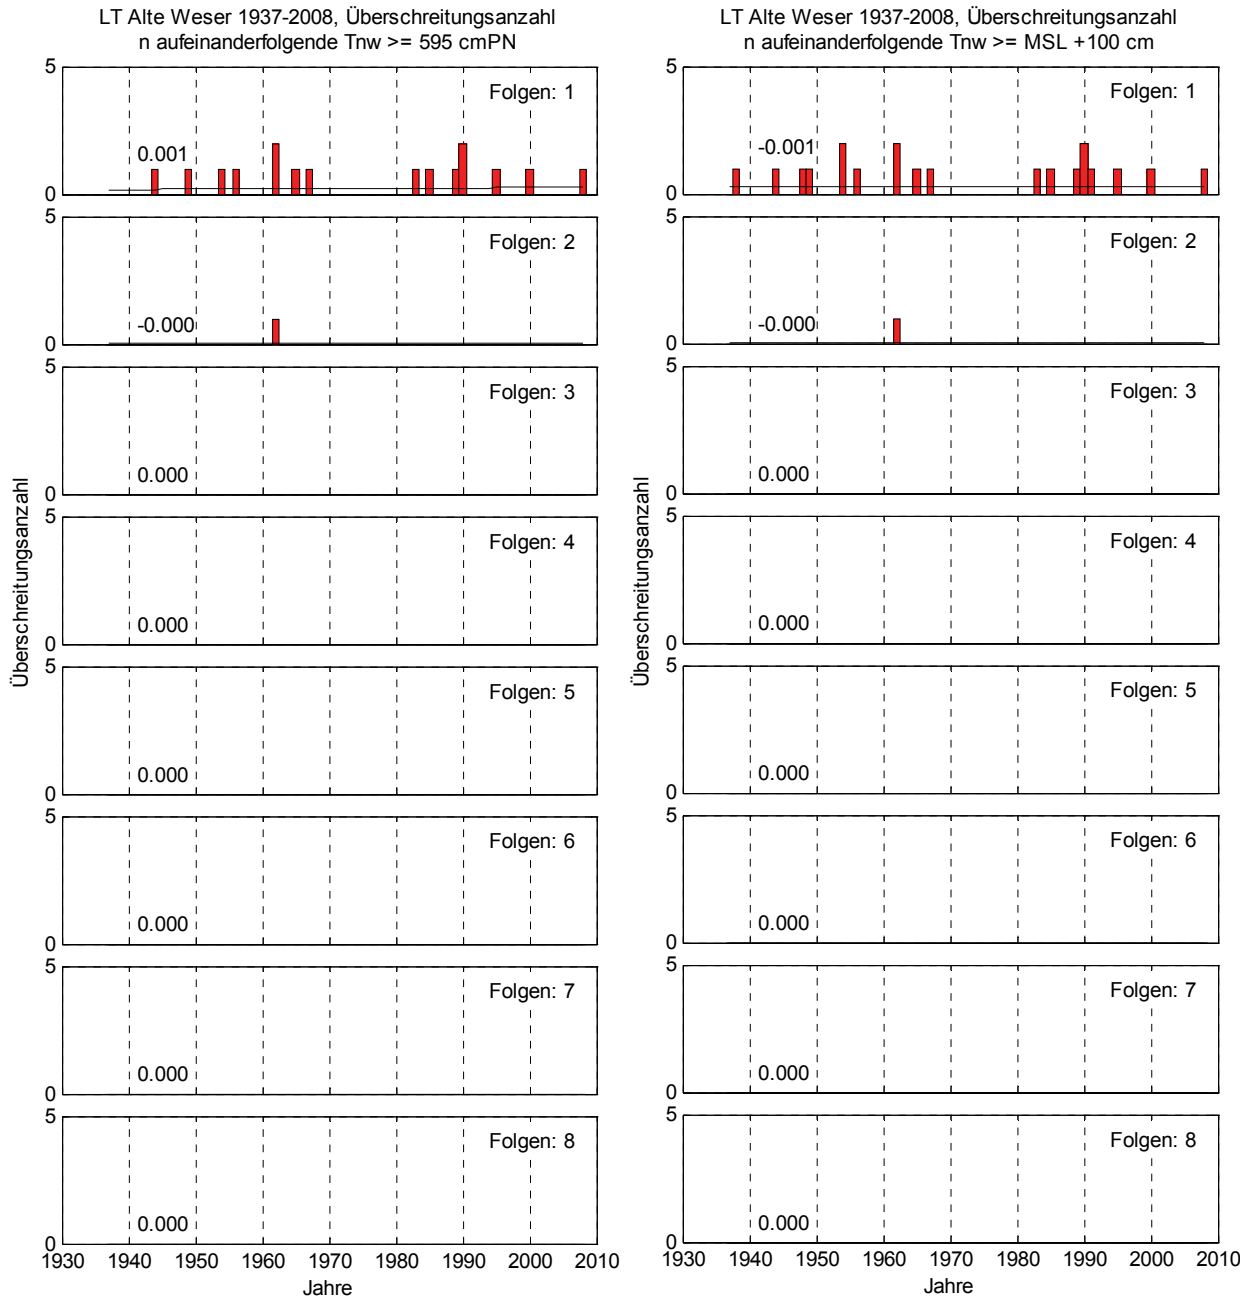 LT Alte Weser 1937-2008, Überschreitungsanzahl
n aufeinanderfolgende Tnw >= 595 cmPN
5
Folgen: 1
0.001
0
5
Folgen: 2
-0.000
0
5
Folgen: 3
0.000
0
5
Folgen: 4
0.000
0
5
Folgen: 5
0.000
0
5
Folgen: 6
0.000
0
5
Folgen: 7
0.000
0
5
Folgen: 8
0.000
0
Überschreitungsanzahl
1930 1940 1950 1960 1970 1980 1990 2000 2010
Jahre
LT Alte Weser 1937-2008, Überschreitungsanzahl
n aufeinanderfolgende Tnw >= MSL +100 cm
5
Folgen: 1
-0.001
0
5
Folgen: 2
-0.000
0
5
Folgen: 3
0.000
0
5
Folgen: 4
0.000
0
5
Folgen: 5
0.000
0
5
Folgen: 6
0.000
0
5
Folgen: 7
0.000
0
5
Folgen: 8
0.000
0
Überschreitungsanzahl
1930 1940 1950 1960 1970 1980 1990 2000 2010
Jahre